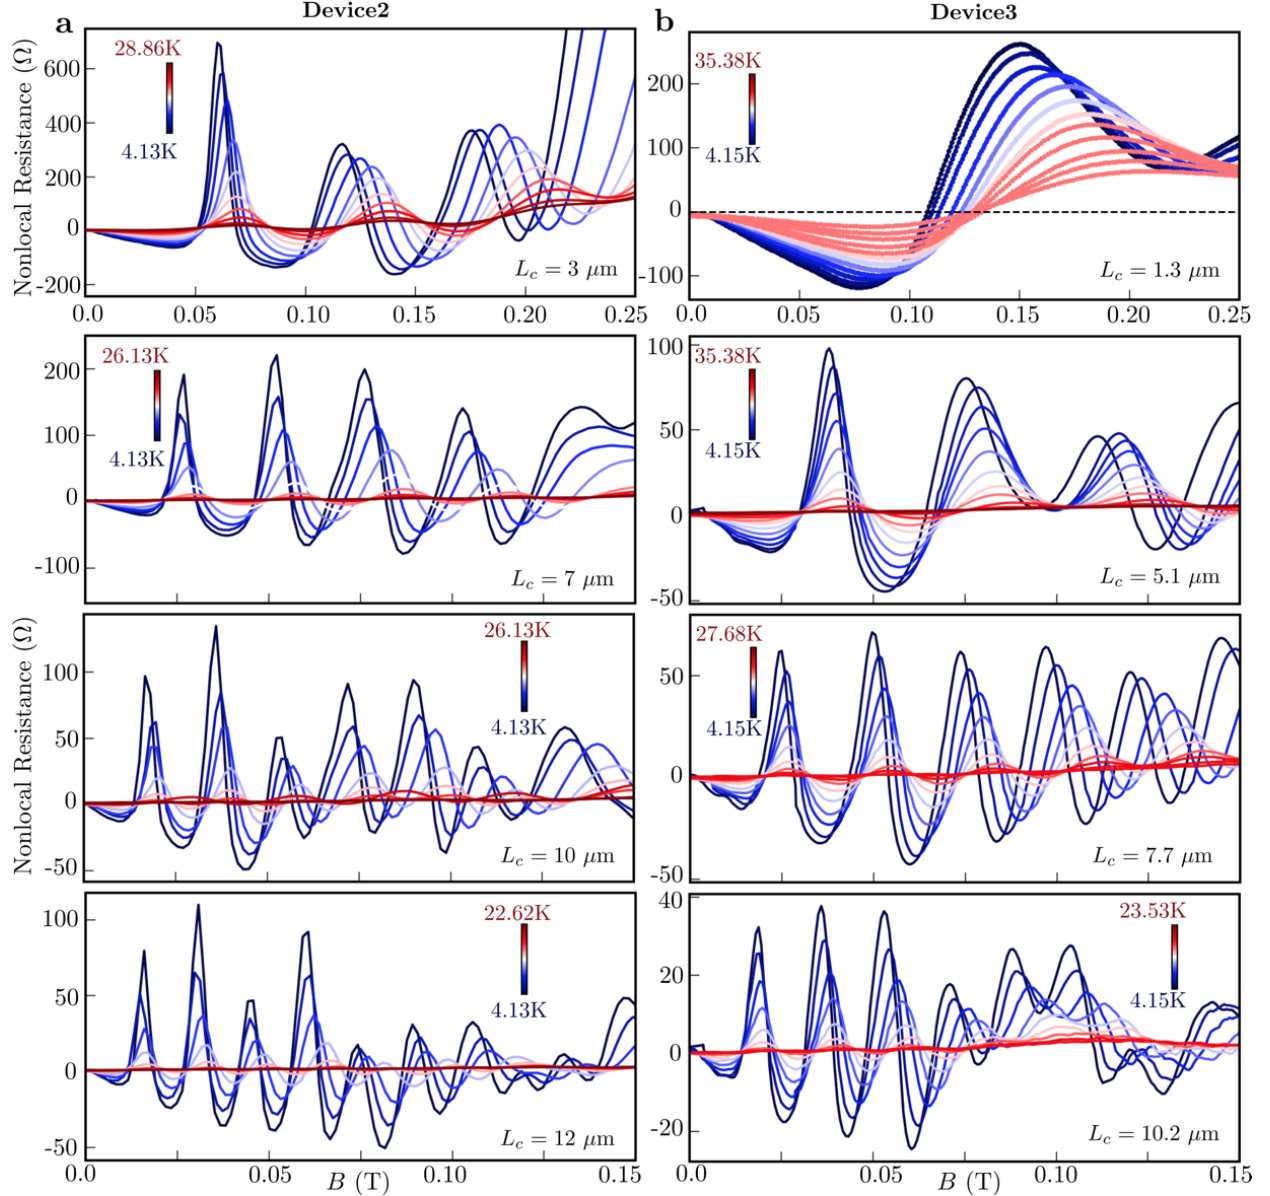 Device2
a
Nonlocal Resistance (Ω)
600
400
200
0
-200
28.86K
4.13K
L_c = 3 μm
0.0
0.05
0.10
0.15
0.20
0.25
200
100
0
-100
26.13K
4.13K
L_c = 7 μm
Nonlocal Resistance (Ω)
100
50
0
-50
26.13K
4.13K
L_c = 10 μm
100
50
0
-50
22.62K
4.13K
L_c = 12 μm
0.0
0.05
0.10
0.15
B (T)
Device3
b
200
100
0
-100
35.38K
4.15K
L_c = 1.3 μm
0.0
0.05
0.10
0.15
0.20
0.25
100
50
0
-50
35.38K
4.15K
L_c = 5.1 μm
50
0
-50
27.68K
4.15K
L_c = 7.7 μm
40
20
0
-20
23.53K
4.15K
L_c = 10.2 μm
0.0
0.05
0.10
0.15
B (T)